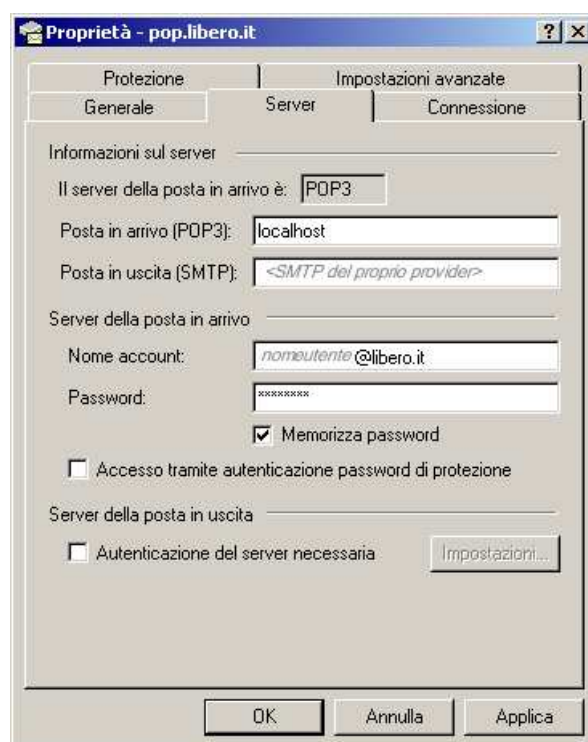 Proprietà - pop.libero.it
Protezione Impostazioni avanzate
Generale Server Connessione
Informazioni sul server
Il server della posta in arrivo è: POP3
Posta in arrivo (POP3): localhost
Posta in uscita (SMTP): <SMTP del proprio provider>
Server della posta in arrivo
Nome account: nomeutente @libero.it
Password: ********
Memorizza password
Accesso tramite autenticazione password di protezione
Server della posta in uscita
Autenticazione del server necessaria Impostazioni...
OK Annulla Applica